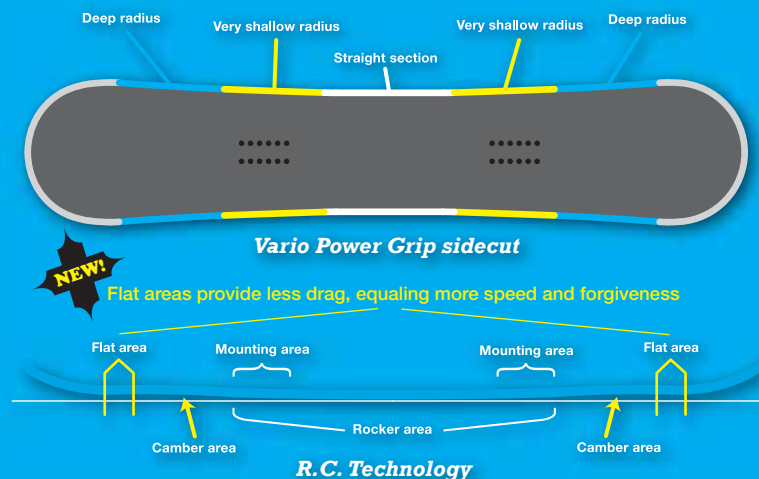 Deep radius
Very shallow radius
Very shallow radius
Deep radius
Straight section
Vario Power Grip sidecut
NEW!
Flat areas provide less drag, equaling more speed and forgiveness
Flat area
Mounting area
Mounting area
Flat area
Rocker area
Camber area
Camber area
R.C. Technology